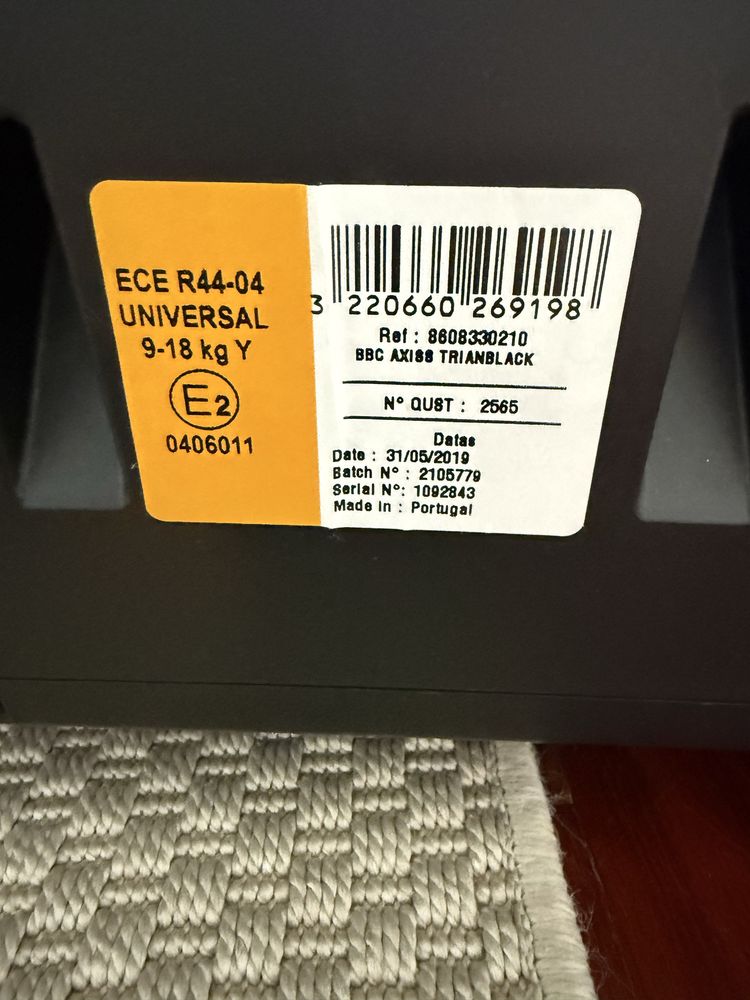 ECE R44-04
UNIVERSAL
9-18 kg Y
E2
0406011
3 220660 269198
Ref : 8608330210
BBC AXISS TRIANBLACK
N° QUST : 2565
Datas
Date : 31/05/2019
Batch N° : 2105779
Serial N°: 1092843
Made in : Portugal